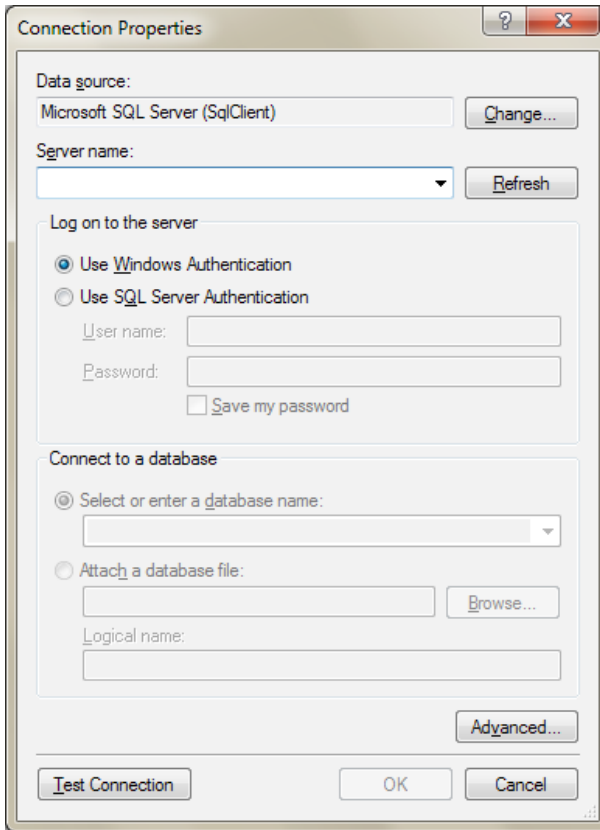 Connection Properties
?
X
Data source:
Microsoft SQL Server (SqlClient)
Change...
Server name:
Refresh
Log on to the server
Use Windows Authentication
Use SQL Server Authentication
User name:
Password:
Save my password
Connect to a database
Select or enter a database name:
Attach a database file:
Browse...
Logical name:
Advanced...
Test Connection
OK
Cancel